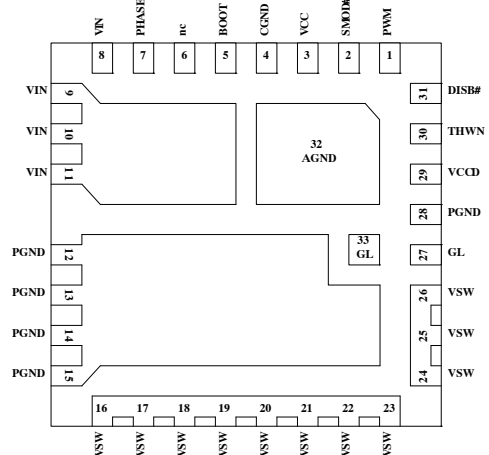 VIN PHASE nc BOOT CGND VCC SMOD# PWM
8 7 6 5 4 3 2 1
VIN 9 31 DISB#
VIN 10 30 THWN
VIN 11 29 VCCD
32
AGND
28 PGND
PGND 12 33
GL 27 GL
PGND 13 26 VSW
PGND 14 25 VSW
PGND 15 24 VSW
16 17 18 19 20 21 22 23
VSW VSW VSW VSW VSW VSW VSW VSW